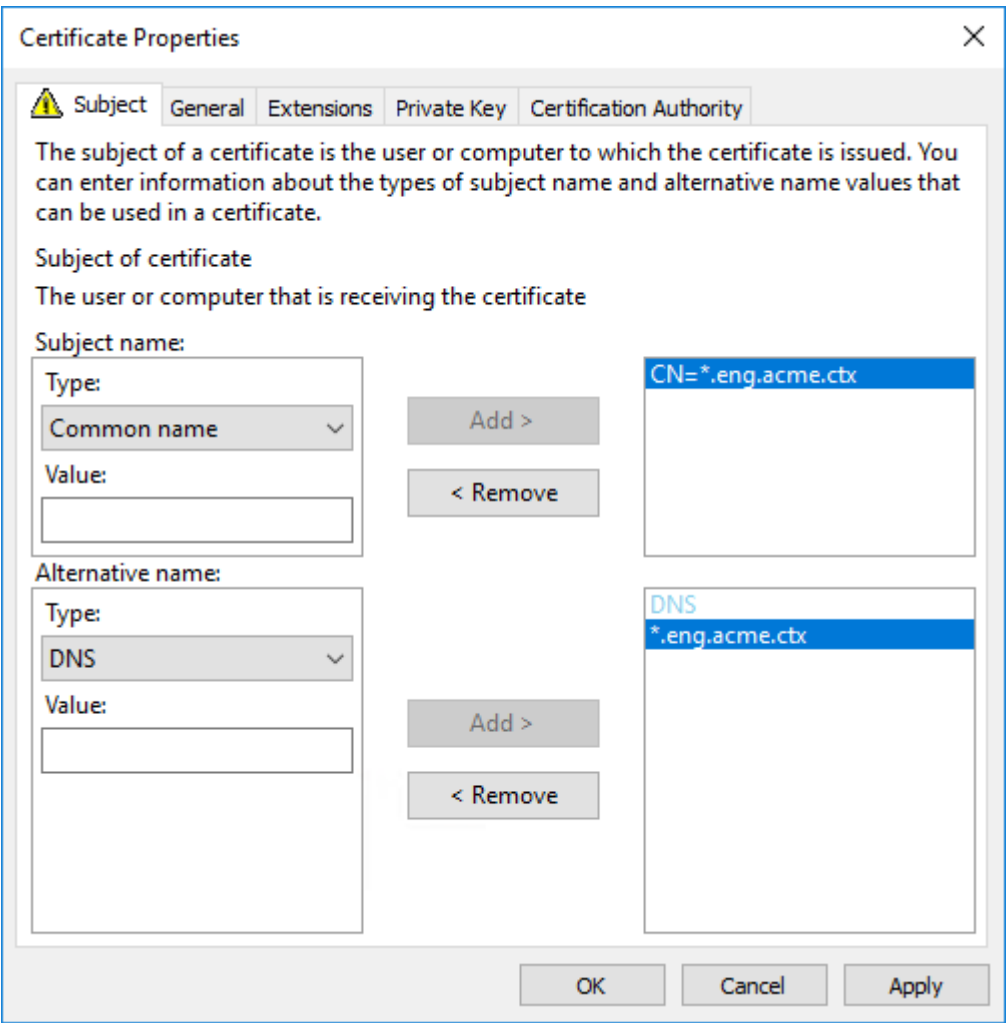 Certificate Properties
Subject General Extensions Private Key Certification Authority
The subject of a certificate is the user or computer to which the certificate is issued. You
can enter information about the types of subject name and alternative name values that
can be used in a certificate.
Subject of certificate
The user or computer that is receiving the certificate
Subject name:
Type:
Common name
Value:
Add >
< Remove
CN=*.eng.acme.ctx
Alternative name:
Type:
DNS
Value:
Add >
< Remove
DNS
*.eng.acme.ctx
OK Cancel Apply